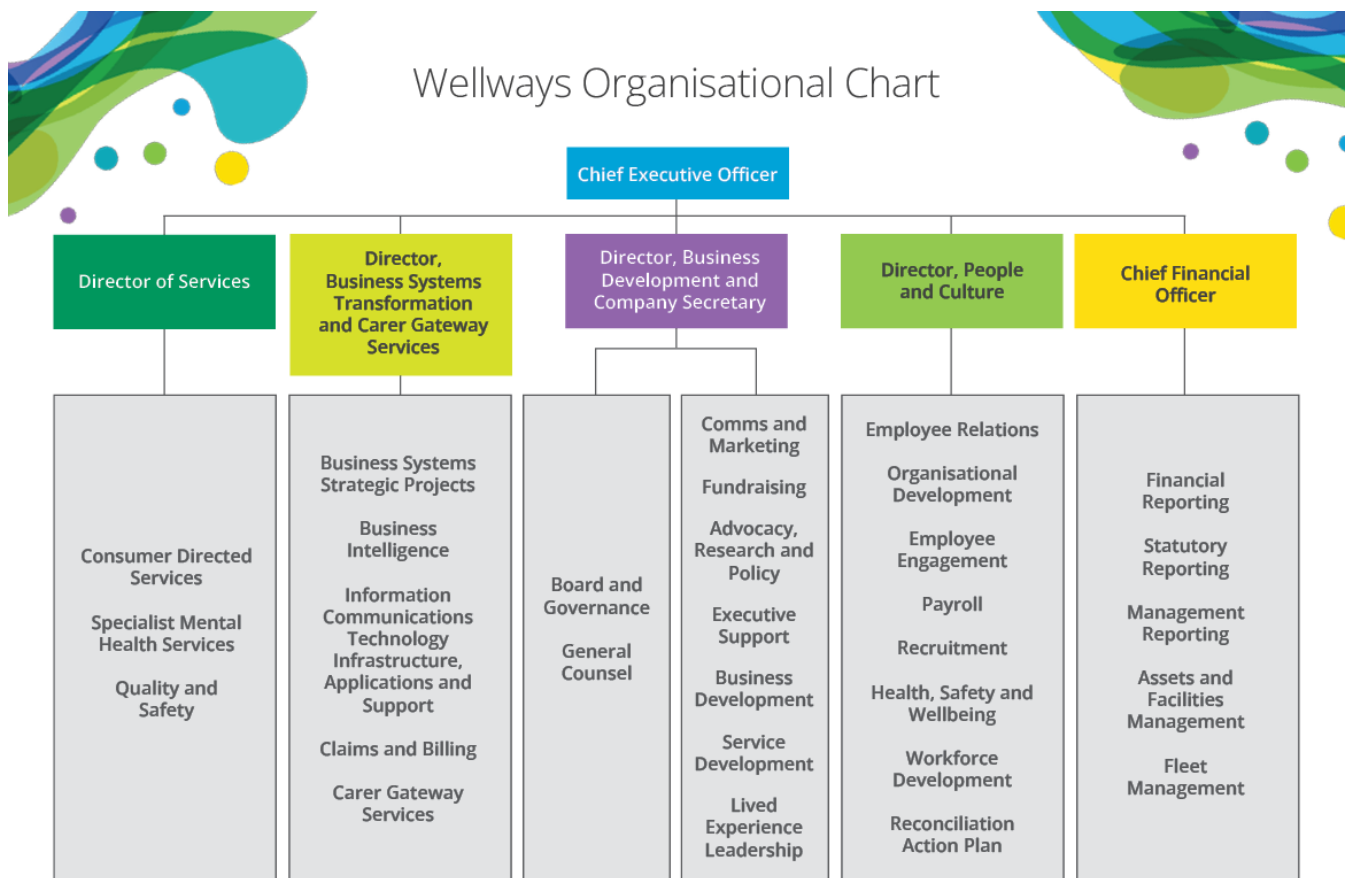 Wellways Organisational Chart
Chief Executive Officer
Director of Services
Director,
Business Systems
Transformation
and Carer Gateway
Services
Director, Business
Development and
Company Secretary
Director, People
and Culture
Chief Financial
Officer
Consumer Directed
Services
Specialist Mental
Health Services
Quality and
Safety
Business Systems
Strategic Projects
Business
Intelligence
Information
Communications
Technology
Infrastructure,
Applications and
Support
Claims and Billing
Carer Gateway
Services
Board and
Governance
General
Counsel
Comms and
Marketing
Fundraising
Advocacy,
Research and
Policy
Executive
Support
Business
Development
Service
Development
Lived
Experience
Leadership
Employee Relations
Organisational
Development
Employee
Engagement
Payroll
Recruitment
Health, Safety and
Wellbeing
Workforce
Development
Reconciliation
Action Plan
Financial
Reporting
Statutory
Reporting
Management
Reporting
Assets and
Facilities
Management
Fleet
Management